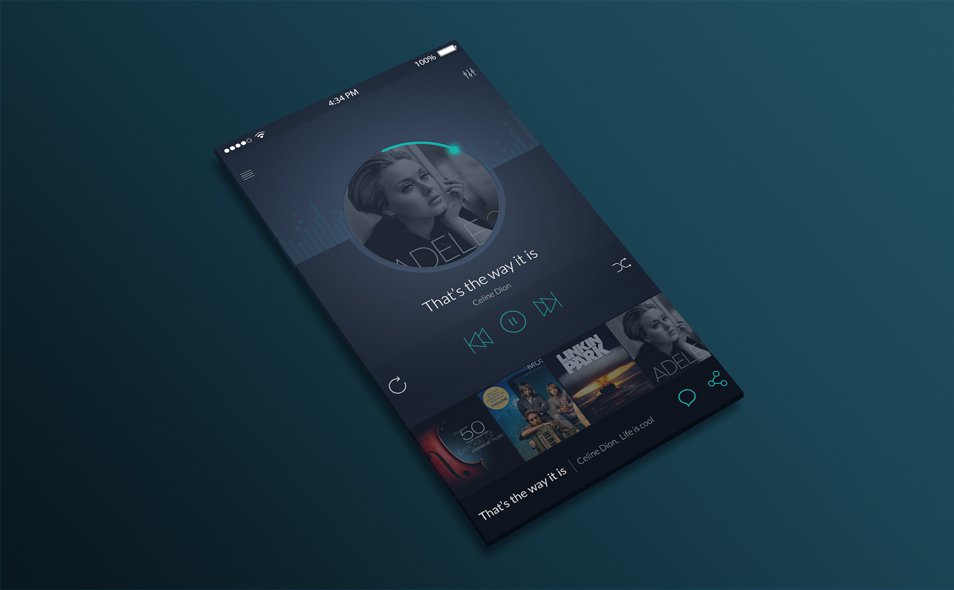 4:34 PM
100%
ADELE
That's the way it is
Celine Dion
50
LINKIN
PARK
ADELE
That's the way it is | Celine Dion, Life is cool